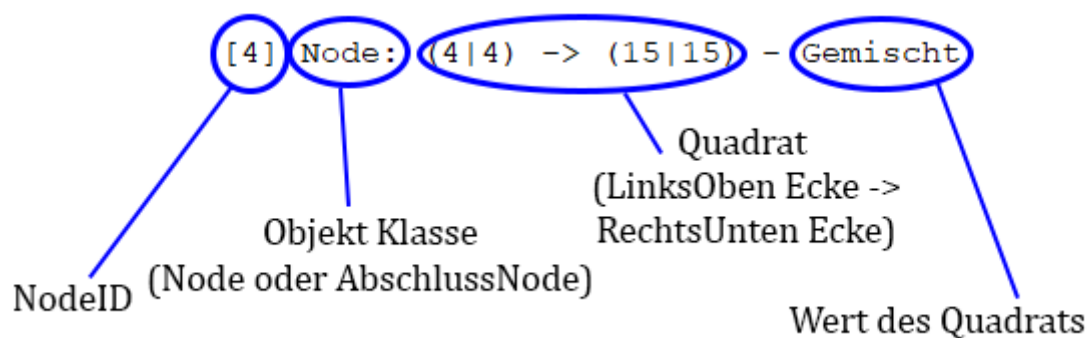 [4] Node: (4|4) -> (15|15) - Gemischt
Quadrat
(LinksOben Ecke ->
RechtsUnten Ecke)
Objekt Klasse
(Node oder AbschlussNode)
NodeID
Wert des Quadrats